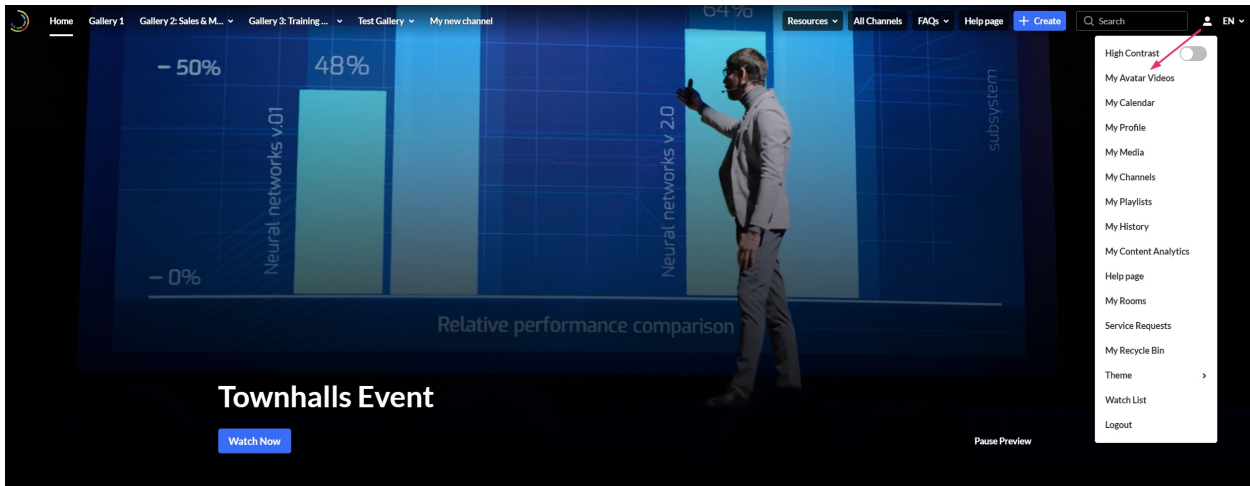 Home Gallery 1 Gallery 2: Sales & M... Gallery 3: Training ... Test Gallery My new channel Resources All Channels FAQs Help page + Create Search EN
64%
– 50%
48%
Neural networks v.01
Neural networks v 2.0
subsystem
– 0%
Relative performance comparison
Townhalls Event
Watch Now
Pause Preview
High Contrast
My Avatar Videos
My Calendar
My Profile
My Media
My Channels
My Playlists
My History
My Content Analytics
Help page
My Rooms
Service Requests
My Recycle Bin
Theme
Watch List
Logout